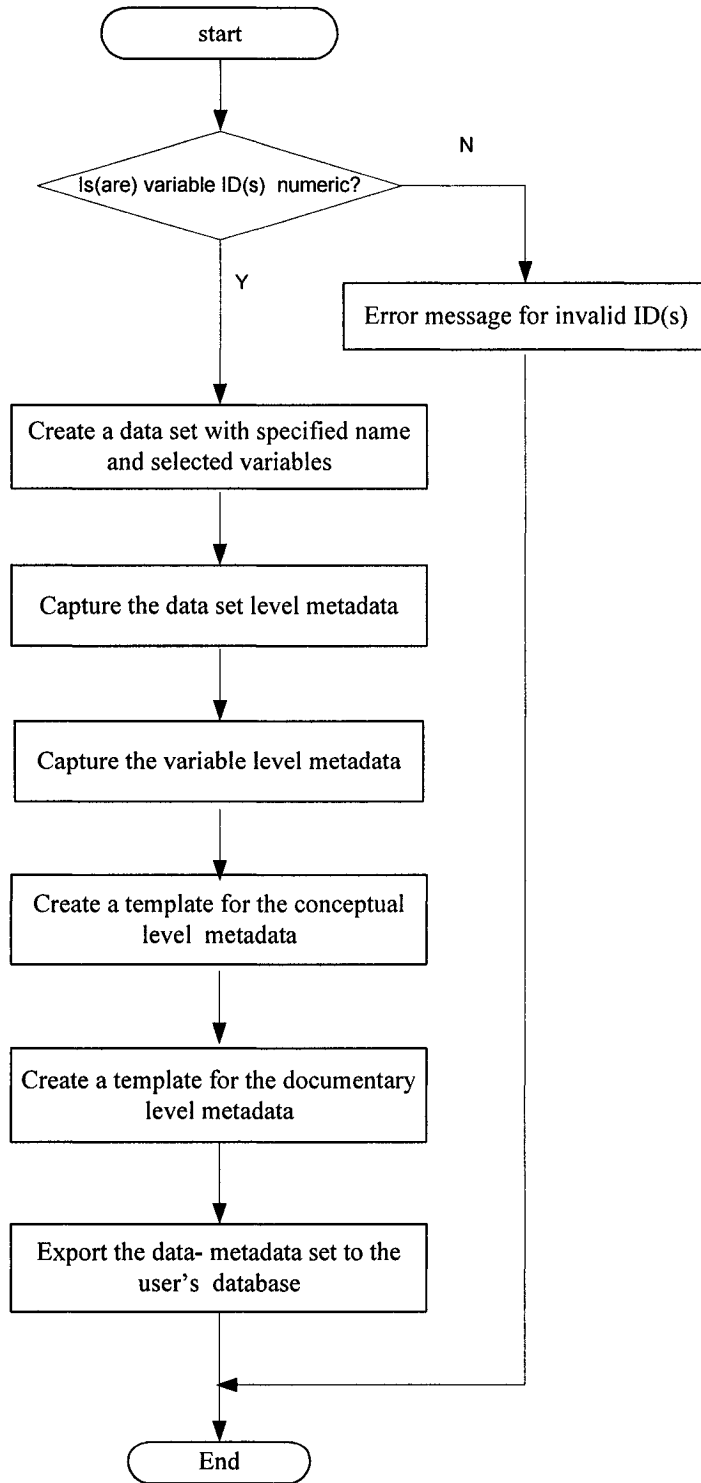 start
Is(are) variable ID(s) numeric?
N
Y
Error message for invalid ID(s)
Create a data set with specified name
and selected variables
Capture the data set level metadata
Capture the variable level metadata
Create a template for the conceptual
level metadata
Create a template for the documentary
level metadata
Export the data- metadata set to the
user's database
End